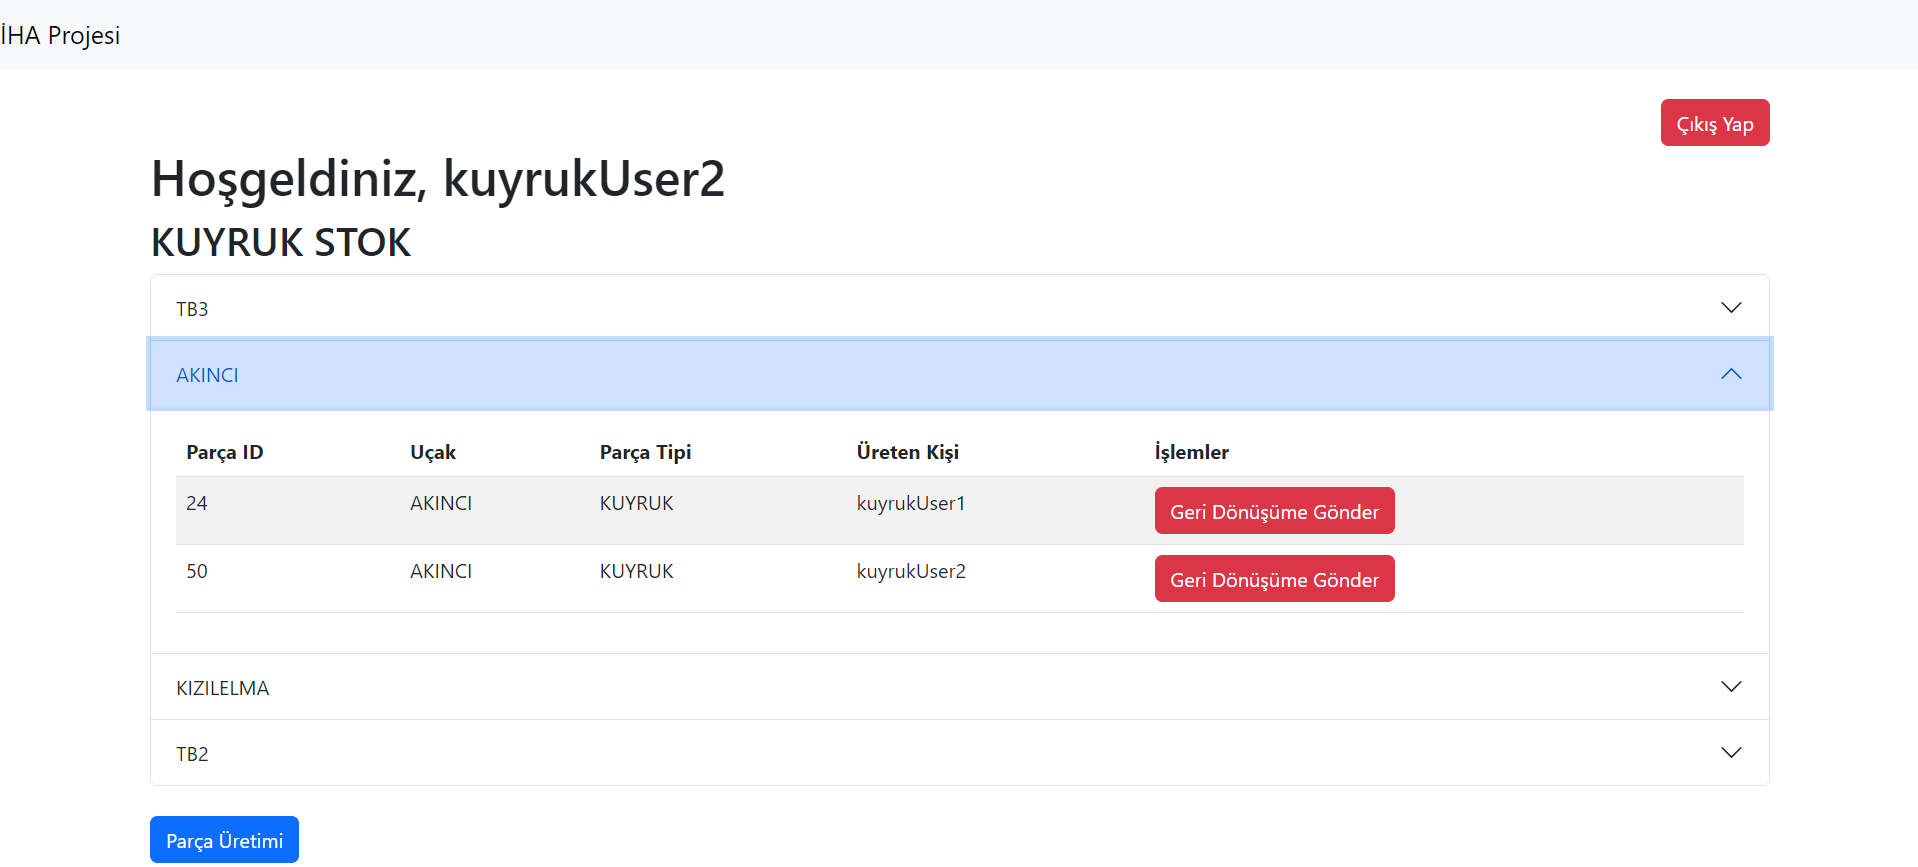 İHA Projesi
Çıkış Yap
Hoşgeldiniz, kuyrukUser2
KUYRUK STOK
TB3
AKINCI
Parça ID Uçak Parça Tipi Üreten Kişi İşlemler
24 AKINCI KUYRUK kuyrukUser1 Geri Dönüşüme Gönder
50 AKINCI KUYRUK kuyrukUser2 Geri Dönüşüme Gönder
KIZILELMA
TB2
Parça Üretimi